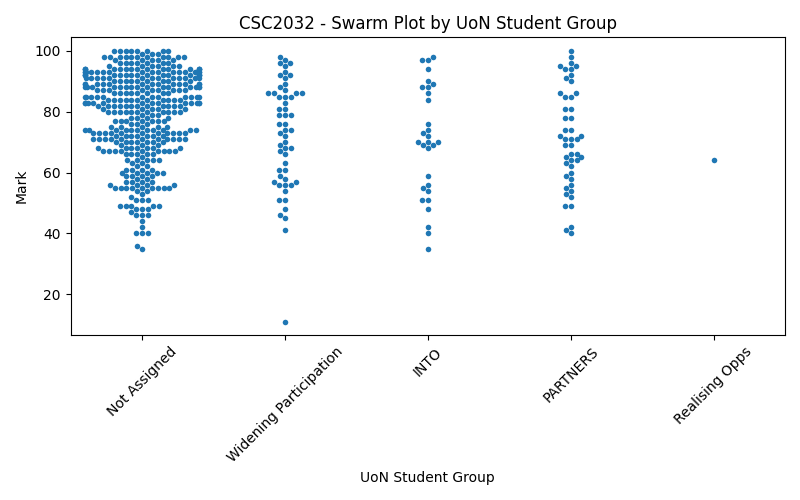 CSC2032 - Swarm Plot by UoN Student Group
Mark
100
80
60
40
20
Not Assigned
Widening Participation
INTO
PARTNERS
Realising Opps
UoN Student Group